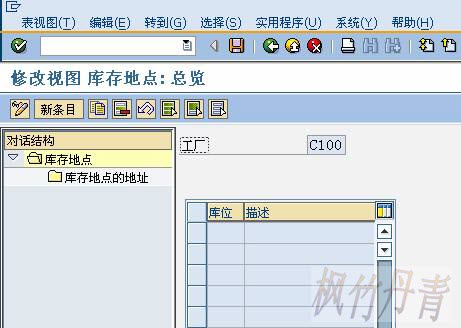 表视图(T) 编辑(E) 转到(G) 选择(S) 实用程序(U) 系统(Y) 帮助(H)
修改视图 库存地点: 总览
新条目
对话结构
库存地点
库存地点的地址
工厂 C100
库位 描述
枫竹丹青